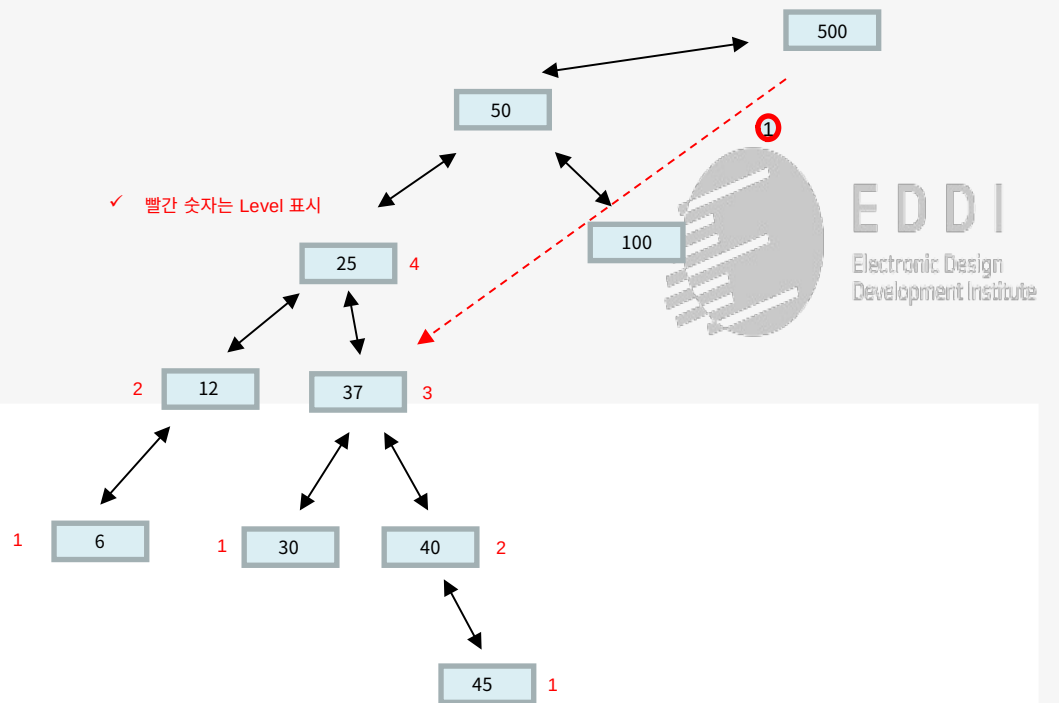 500
50
1
✓ 빨간 숫자는 Level 표시
100
EDDI
Electronic Design
Development Institute
25 4
2 12 37 3
1 6 1 30 40 2
45 1